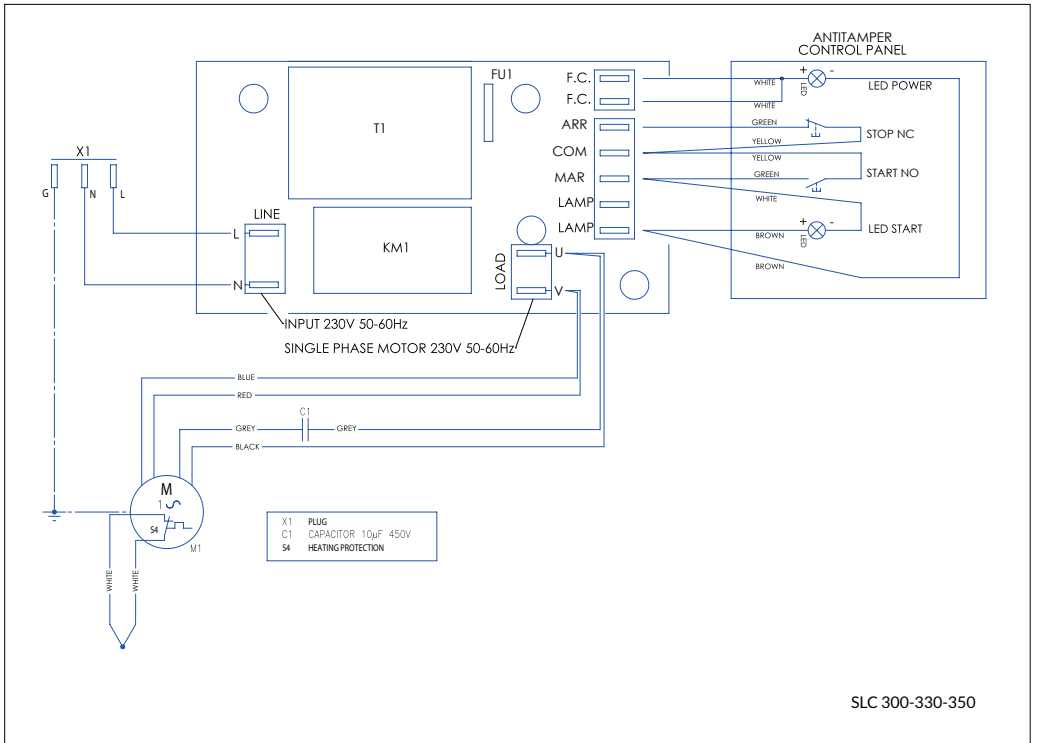 ANTITAMPER
CONTROL PANEL
FU1
F.C.
F.C.
ARR
COM
MAR
LAMP
LAMP
T1
KM1
X1
G
N
L
LINE
L
N
LOAD
U
V
WHITE
WHITE
GREEN
YELLOW
YELLOW
GREEN
WHITE
BROWN
BROWN
+
-
LED
LED POWER
STOP NC
START NO
+
-
LED
LED START
INPUT 230V 50-60Hz
SINGLE PHASE MOTOR 230V 50-60Hz
BLUE
RED
C1
GREY
GREY
BLACK
M
1
S4
M1
WHITE
WHITE
X1 PLUG
C1 CAPACITOR 10µF 450V
S4 HEATING PROTECTION
SLC 300-330-350